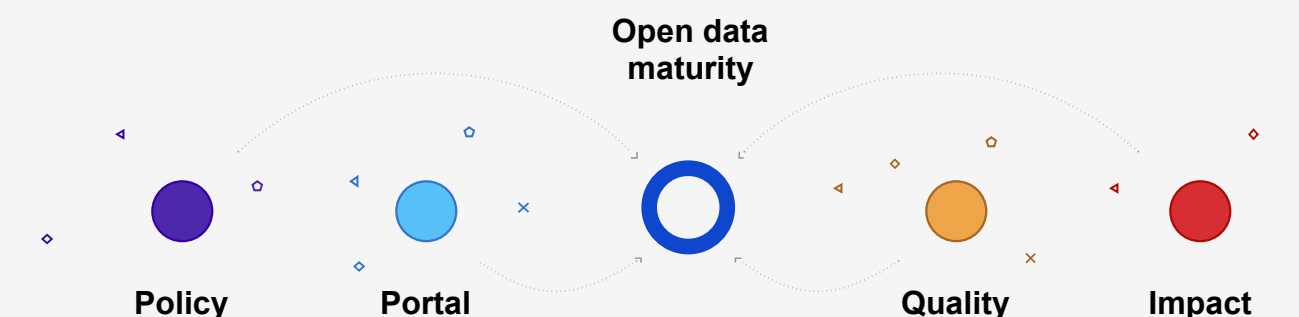 Open data
maturity
Policy
Portal
Quality
Impact